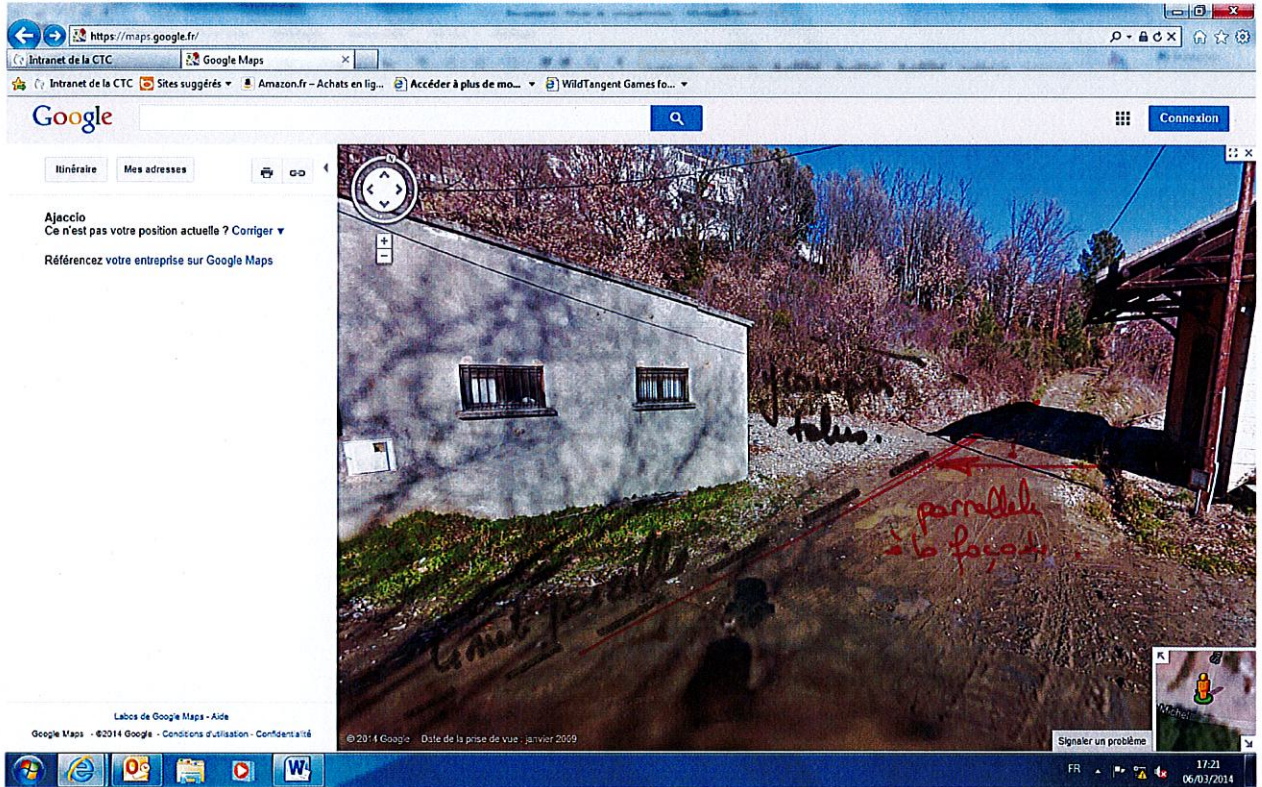 https://maps.google.fr/
Intranet de la CTC
Google Maps
Intranet de la CTC
Sites suggérés
Amazon.fr – Achats en lig...
Accéder à plus de mo...
WildTangent Games fo...
Google
Connexion
Itinéraire
Mes adresses
Ajaccio
Ce n'est pas votre position actuelle ? Corriger
Référencez votre entreprise sur Google Maps
talus.
parrallele
à la façade.
limite parcelle
Labos de Google Maps - Aide
Google Maps - ©2014 Google - Conditions d'utilisation - Confidentialité
© 2014 Google Date de la prise de vue : janvier 2009
Signaler un problème
FR
17:21
06/03/2014